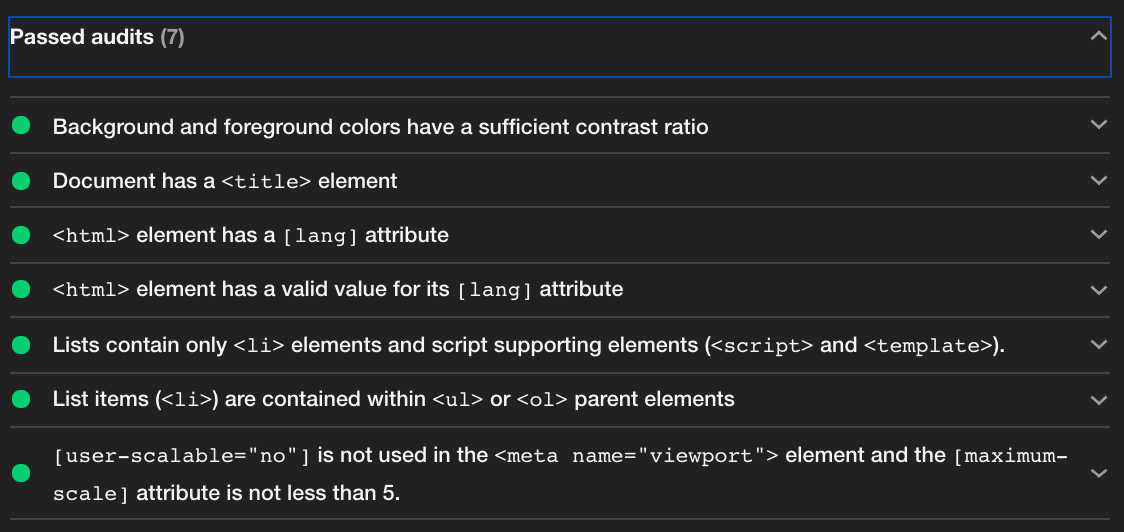 Passed audits (7)
Background and foreground colors have a sufficient contrast ratio
Document has a <title> element
<html> element has a [lang] attribute
<html> element has a valid value for its [lang] attribute
Lists contain only <li> elements and script supporting elements (<script> and <template>).
List items (<li>) are contained within <ul> or <ol> parent elements
[user-scalable="no"] is not used in the <meta name="viewport"> element and the [maximum-
scale] attribute is not less than 5.